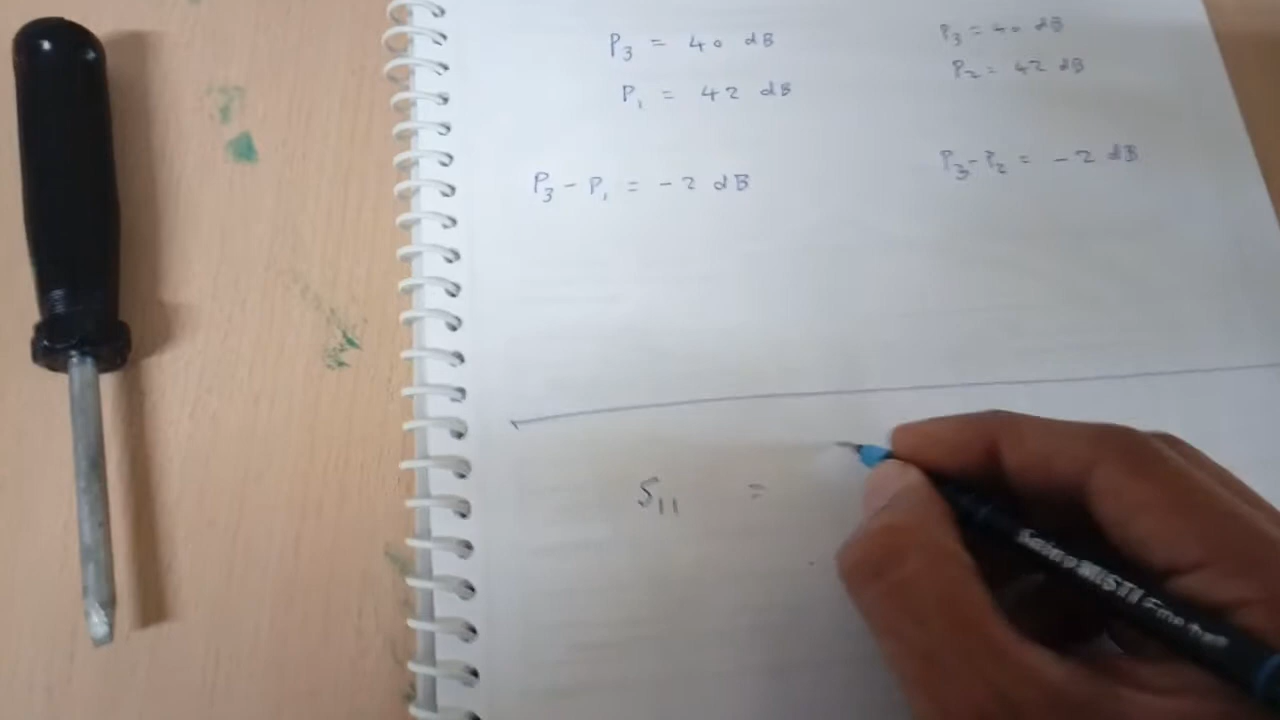 P3 = 40 dB
P1 = 42 dB
P3 - P1 = -2 dB
P3 = 40 dB
P2 = 42 dB
P3 - P2 = -2 dB
S11 =